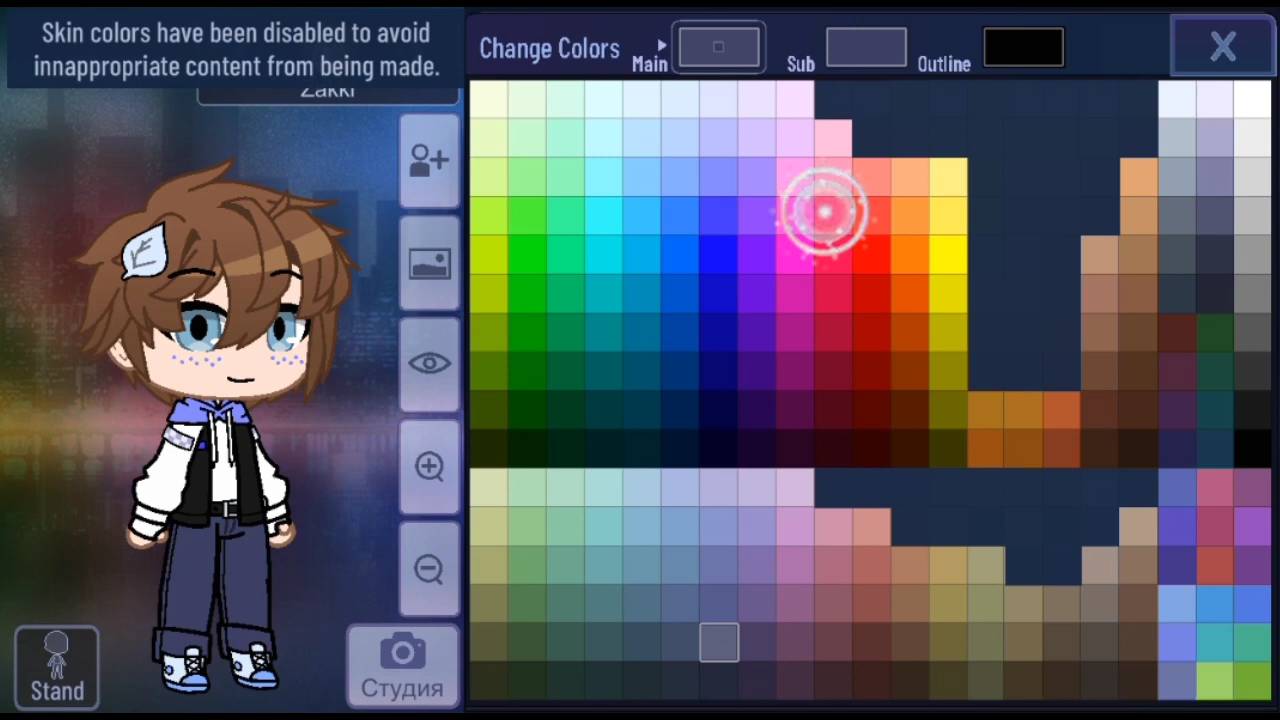 Skin colors have been disabled to avoid
innappropriate content from being made.
Zakki
Change Colors
Main
Sub
Outline
X
Stand
Студия